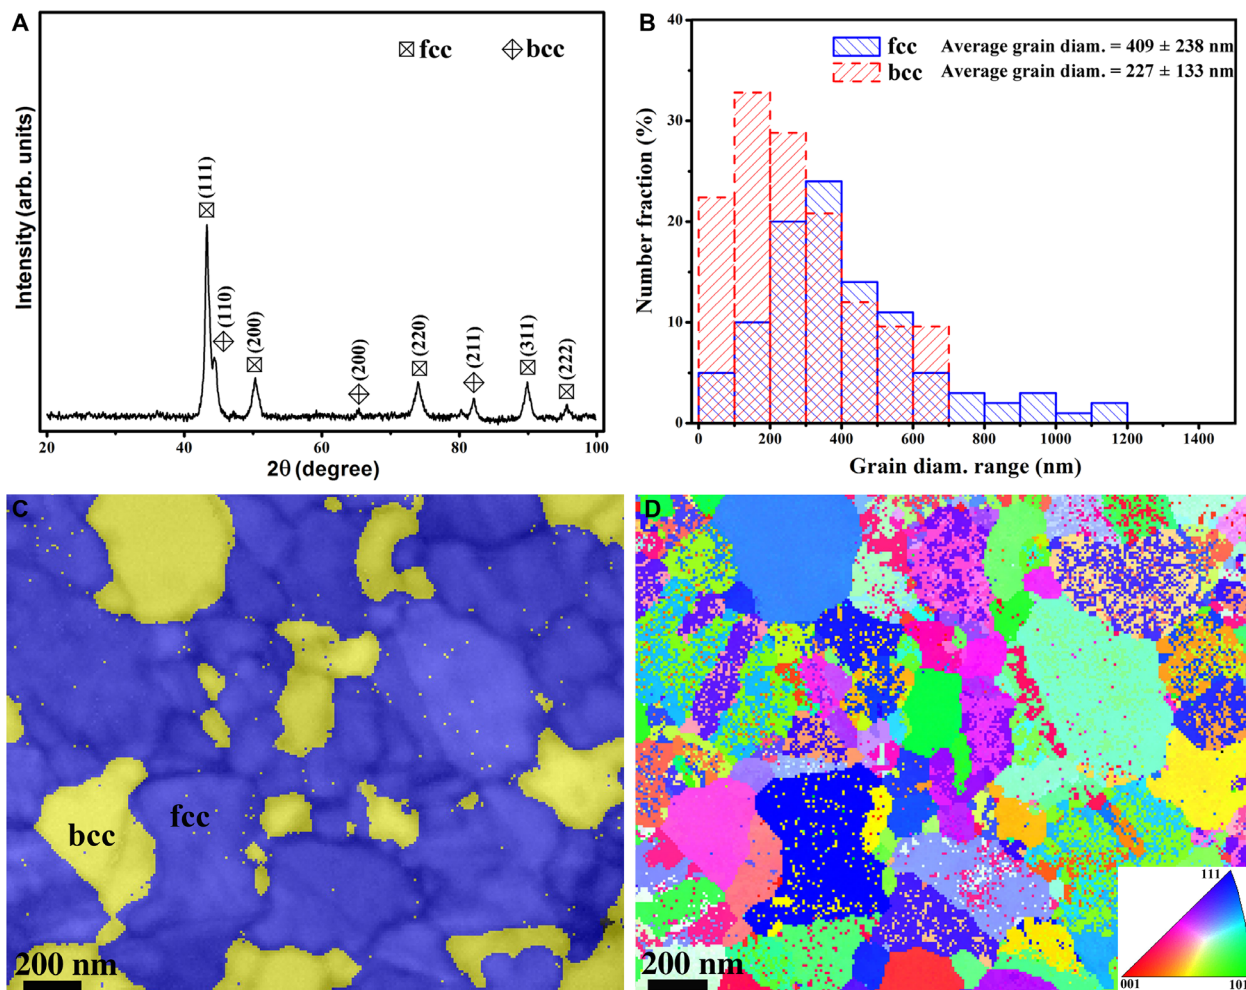 A
fcc
bcc
(111)
(110)
(200)
(200)
(220)
(211)
(311)
(222)
Intensity (arb. units)
20
40
60
80
100
2θ (degree)
B
fcc Average grain diam. = 409 ± 238 nm
bcc Average grain diam. = 227 ± 133 nm
Number fraction (%)
40
30
20
10
0
0
200
400
600
800
1000
1200
1400
Grain diam. range (nm)
C
fcc
bcc
200 nm
D
200 nm
111
001
101